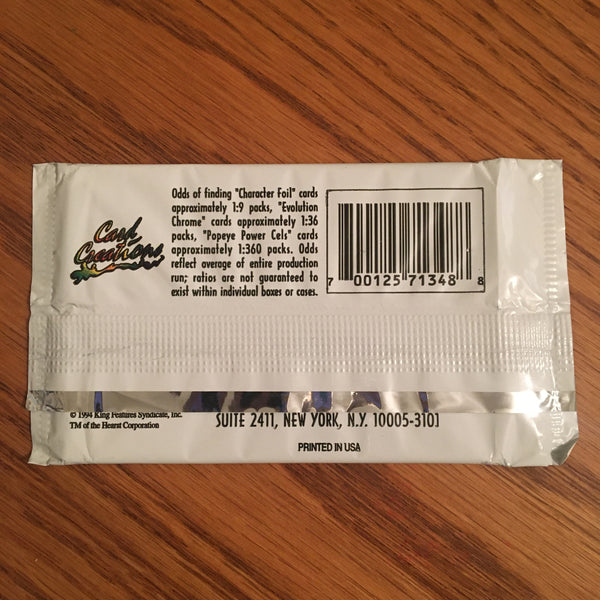 Card
Creations
Odds of finding "Character Foil" cards
approximately 1:9 packs, "Evolution
Chrome" cards approximately 1:36
packs, "Popeye Power Cels" cards
approximately 1:360 packs. Odds
reflect average of entire production
run; ratios are not guaranteed to
exist within individual boxes or cases.
7 00125 71348 8
© 1994 King Features Syndicate, Inc.
TM of the Hearst Corporation
SUITE 2411, NEW YORK, N.Y. 10005-3101
PRINTED IN USA